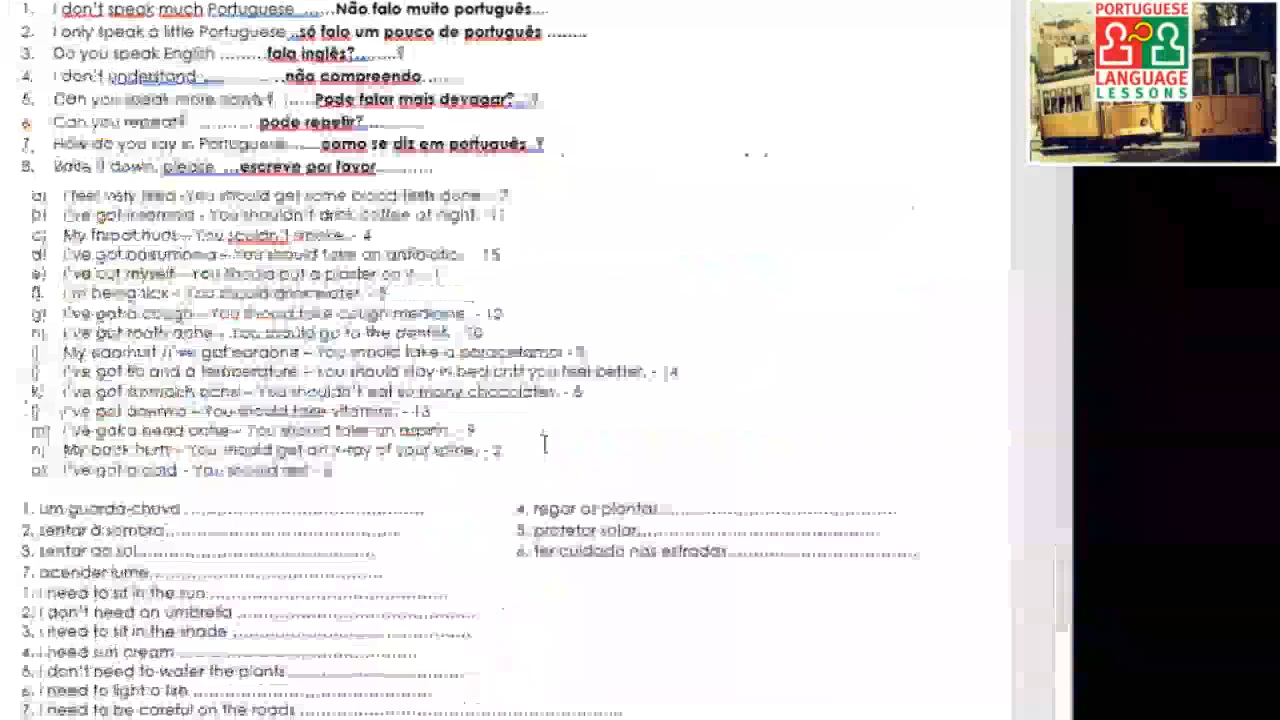 1. I don't speak much Portuguese ...... Não falo muito português....
2. I only speak a little Portuguese ..só falo um pouco de português ........
3. Do you speak English ........fala inglês?..........?
4. I don't understand ...não compreendo......
5. Can you speak more ......Pode falar mais devagar?...?
6. Can you repeat? ............. pode repetir?............
7. How do you say in Portuguese......como se diz em português..?
8. it down, please ....escreve por favor............
a) I feel very tired - You should get some blood tests done - 7
b) I've got insomnia - You shouldn't drink coffee at night. 11
c) My throat hurts - You smoke. - 4
d) I've got - You should take an antibiotic. 15
e) I've cut myself - You should put a plaster on it - 1
f) - You should
g) I've got a cough - You should take cough medicine. - 12
h) I've got tooth ache - You should go to the dentist. 10
i) My ear hurt / I've got earache - You should take a paracetamol -
j) I've got flu and a temperature - You should stay in bed until you feel better. - 14
k) I've got stomach ache - You shouldn't eat so many chocolates. - 6
l) I've got - You should take vitamins. - 13
m) I've got a head ache - You should take an aspirin. -
n) My back hurts - You should get an x-ray of your spine. - 2
o) I've got a cold - You should rest -
1. um guarda-chuva ........................
4. regar as plantas........................
2. sentar à sombra........................
5. protetor solar........................
3. sentar ao sol........................
6. ter cuidado nas estradas........................
7. acender lume........................
1. I need to sit in the sun ........................
2. I don't need an umbrella ........................
3. I need to sit in the shade ........................
4. I need sun cream ........................
5. I don't need to water the plants ........................
6. I need to light a fire ........................
7. I need to be careful on the roads ........................
PORTUGUESE
LANGUAGE
LESSONS